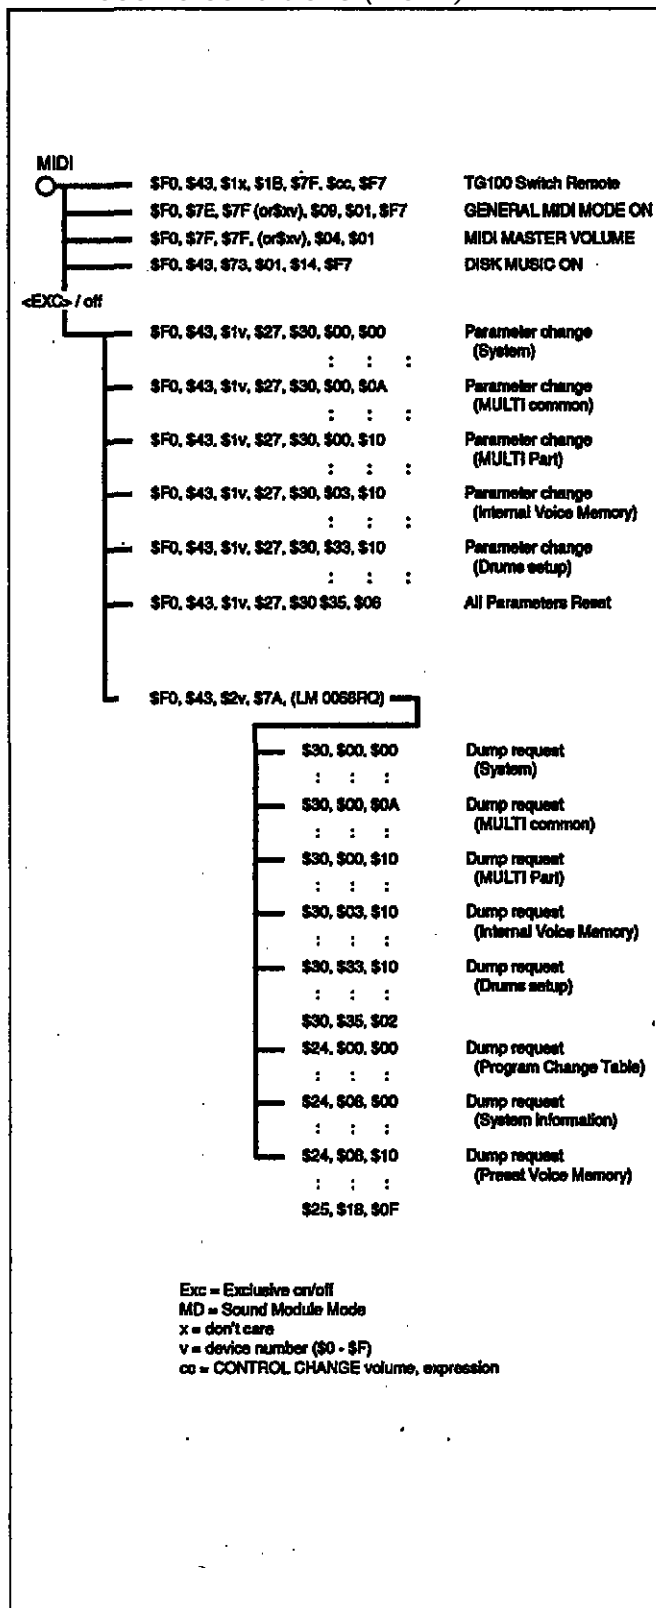 MIDI
$F0, $43, $1x, $1B, $7F, $cc, $F7 TG100 Switch Remote
$F0, $7E, $7F (or$xv), $09, $01, $F7 GENERAL MIDI MODE ON
$F0, $7F, $7F, (or$xv), $04, $01 MIDI MASTER VOLUME
$F0, $43, $73, $01, $14, $F7 DISK MUSIC ON
<EXC> / off
$F0, $43, $1v, $27, $30, $00, $00 Parameter change
: : : (System)
$F0, $43, $1v, $27, $30, $00, $0A Parameter change
: : : (MULTI common)
$F0, $43, $1v, $27, $30, $00, $10 Parameter change
: : : (MULTI Part)
$F0, $43, $1v, $27, $30, $03, $10 Parameter change
: : : (Internal Voice Memory)
$F0, $43, $1v, $27, $30, $33, $10 Parameter change
: : : (Drums setup)
$F0, $43, $1v, $27, $30 $35, $06 All Parameters Reset
$F0, $43, $2v, $7A, (LM 0068RQ)
$30, $00, $00 Dump request
: : : (System)
$30, $00, $0A Dump request
: : : (MULTI common)
$30, $00, $10 Dump request
: : : (MULTI Part)
$30, $03, $10 Dump request
: : : (Internal Voice Memory)
$30, $33, $10 Dump request
: : : (Drums setup)
$30, $35, $02
$24, $00, $00 Dump request
: : : (Program Change Table)
$24, $08, $00 Dump request
: : : (System Information)
$24, $08, $10 Dump request
: : : (Preset Voice Memory)
$25, $18, $0F
Exc = Exclusive on/off
MD = Sound Module Mode
x = don't care
v = device number ($0 - $F)
cc = CONTROL CHANGE volume, expression